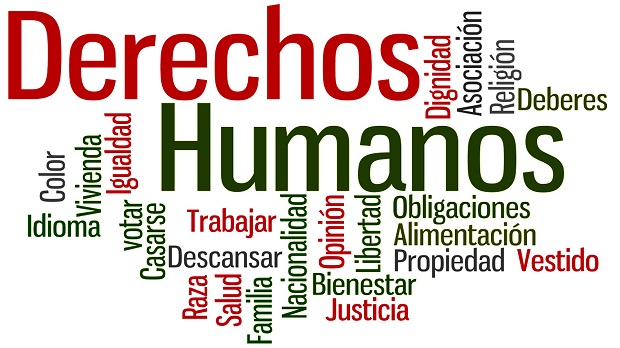 Derechos
Humanos
Dignidad
Asociación
Religión
Deberes
Color
Vivienda
Igualdad
Idioma
votar
Casarse
Trabajar
Descansar
Raza
Salud
Familia
Nacionalidad
Opinión
Libertad
Obligaciones
Alimentación
Propiedad
Vestido
Bienestar
Justicia